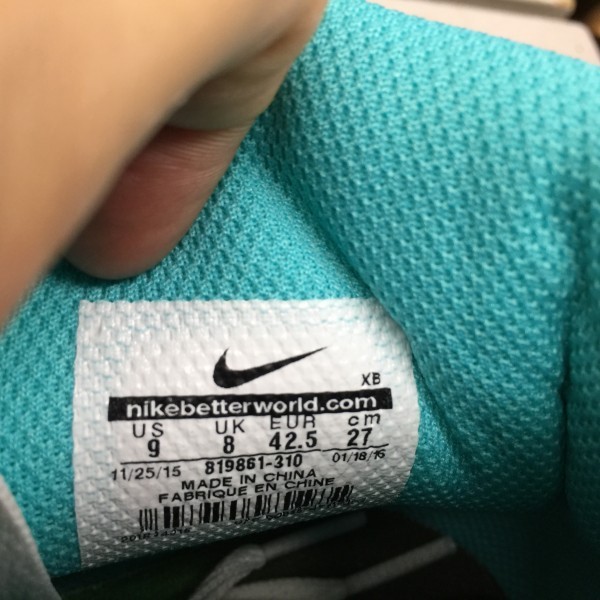 XB
nikebetterworld.com
US UK EUR cm
9 8 42.5 27
11/25/15 819861-310 01/18/16
MADE IN CHINA
FABRIQUE EN CHINE